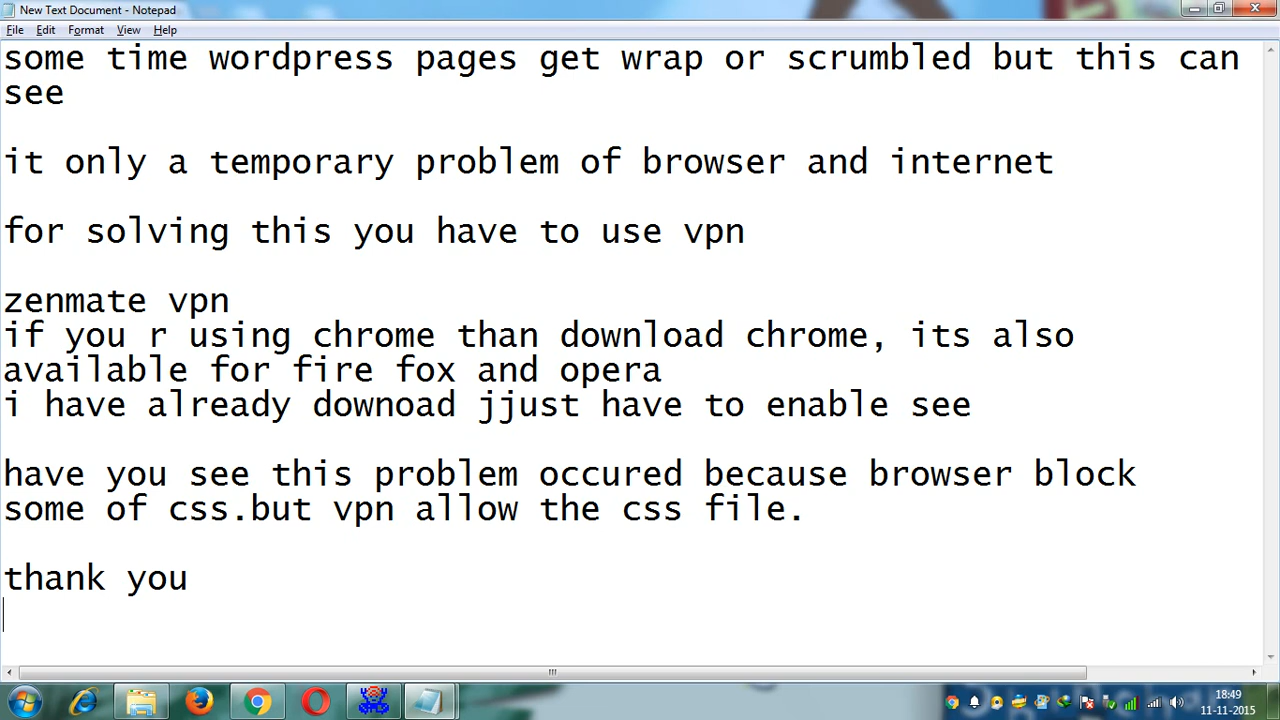 New Text Document - Notepad
File Edit Format View Help
some time wordpress pages get wrap or scrumbled but this can
see
it only a temporary problem of browser and internet
for solving this you have to use vpn
zenmate vpn
if you r using chrome than download chrome, its also
available for fire fox and opera
i have already downoad jjust have to enable see
have you see this problem occured because browser block
some of css.but vpn allow the css file.
thank you
18:49
11-11-2015